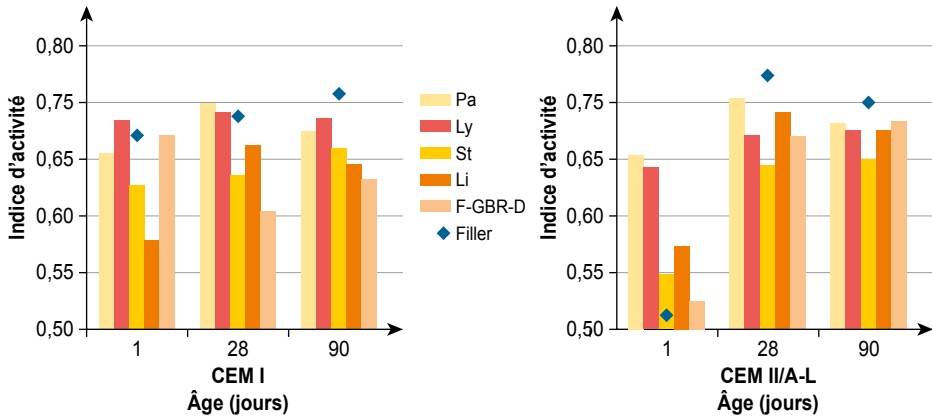 Indice d'activité
0,80
0,75
0,65
0,60
0,55
0,50
1
28
90
CEM I
Âge (jours)
Pa
Ly
St
Li
F-GBR-D
Filler
Indice d'activité
0,80
0,75
0,65
0,60
0,55
0,50
1
28
90
CEM II/A-L
Âge (jours)